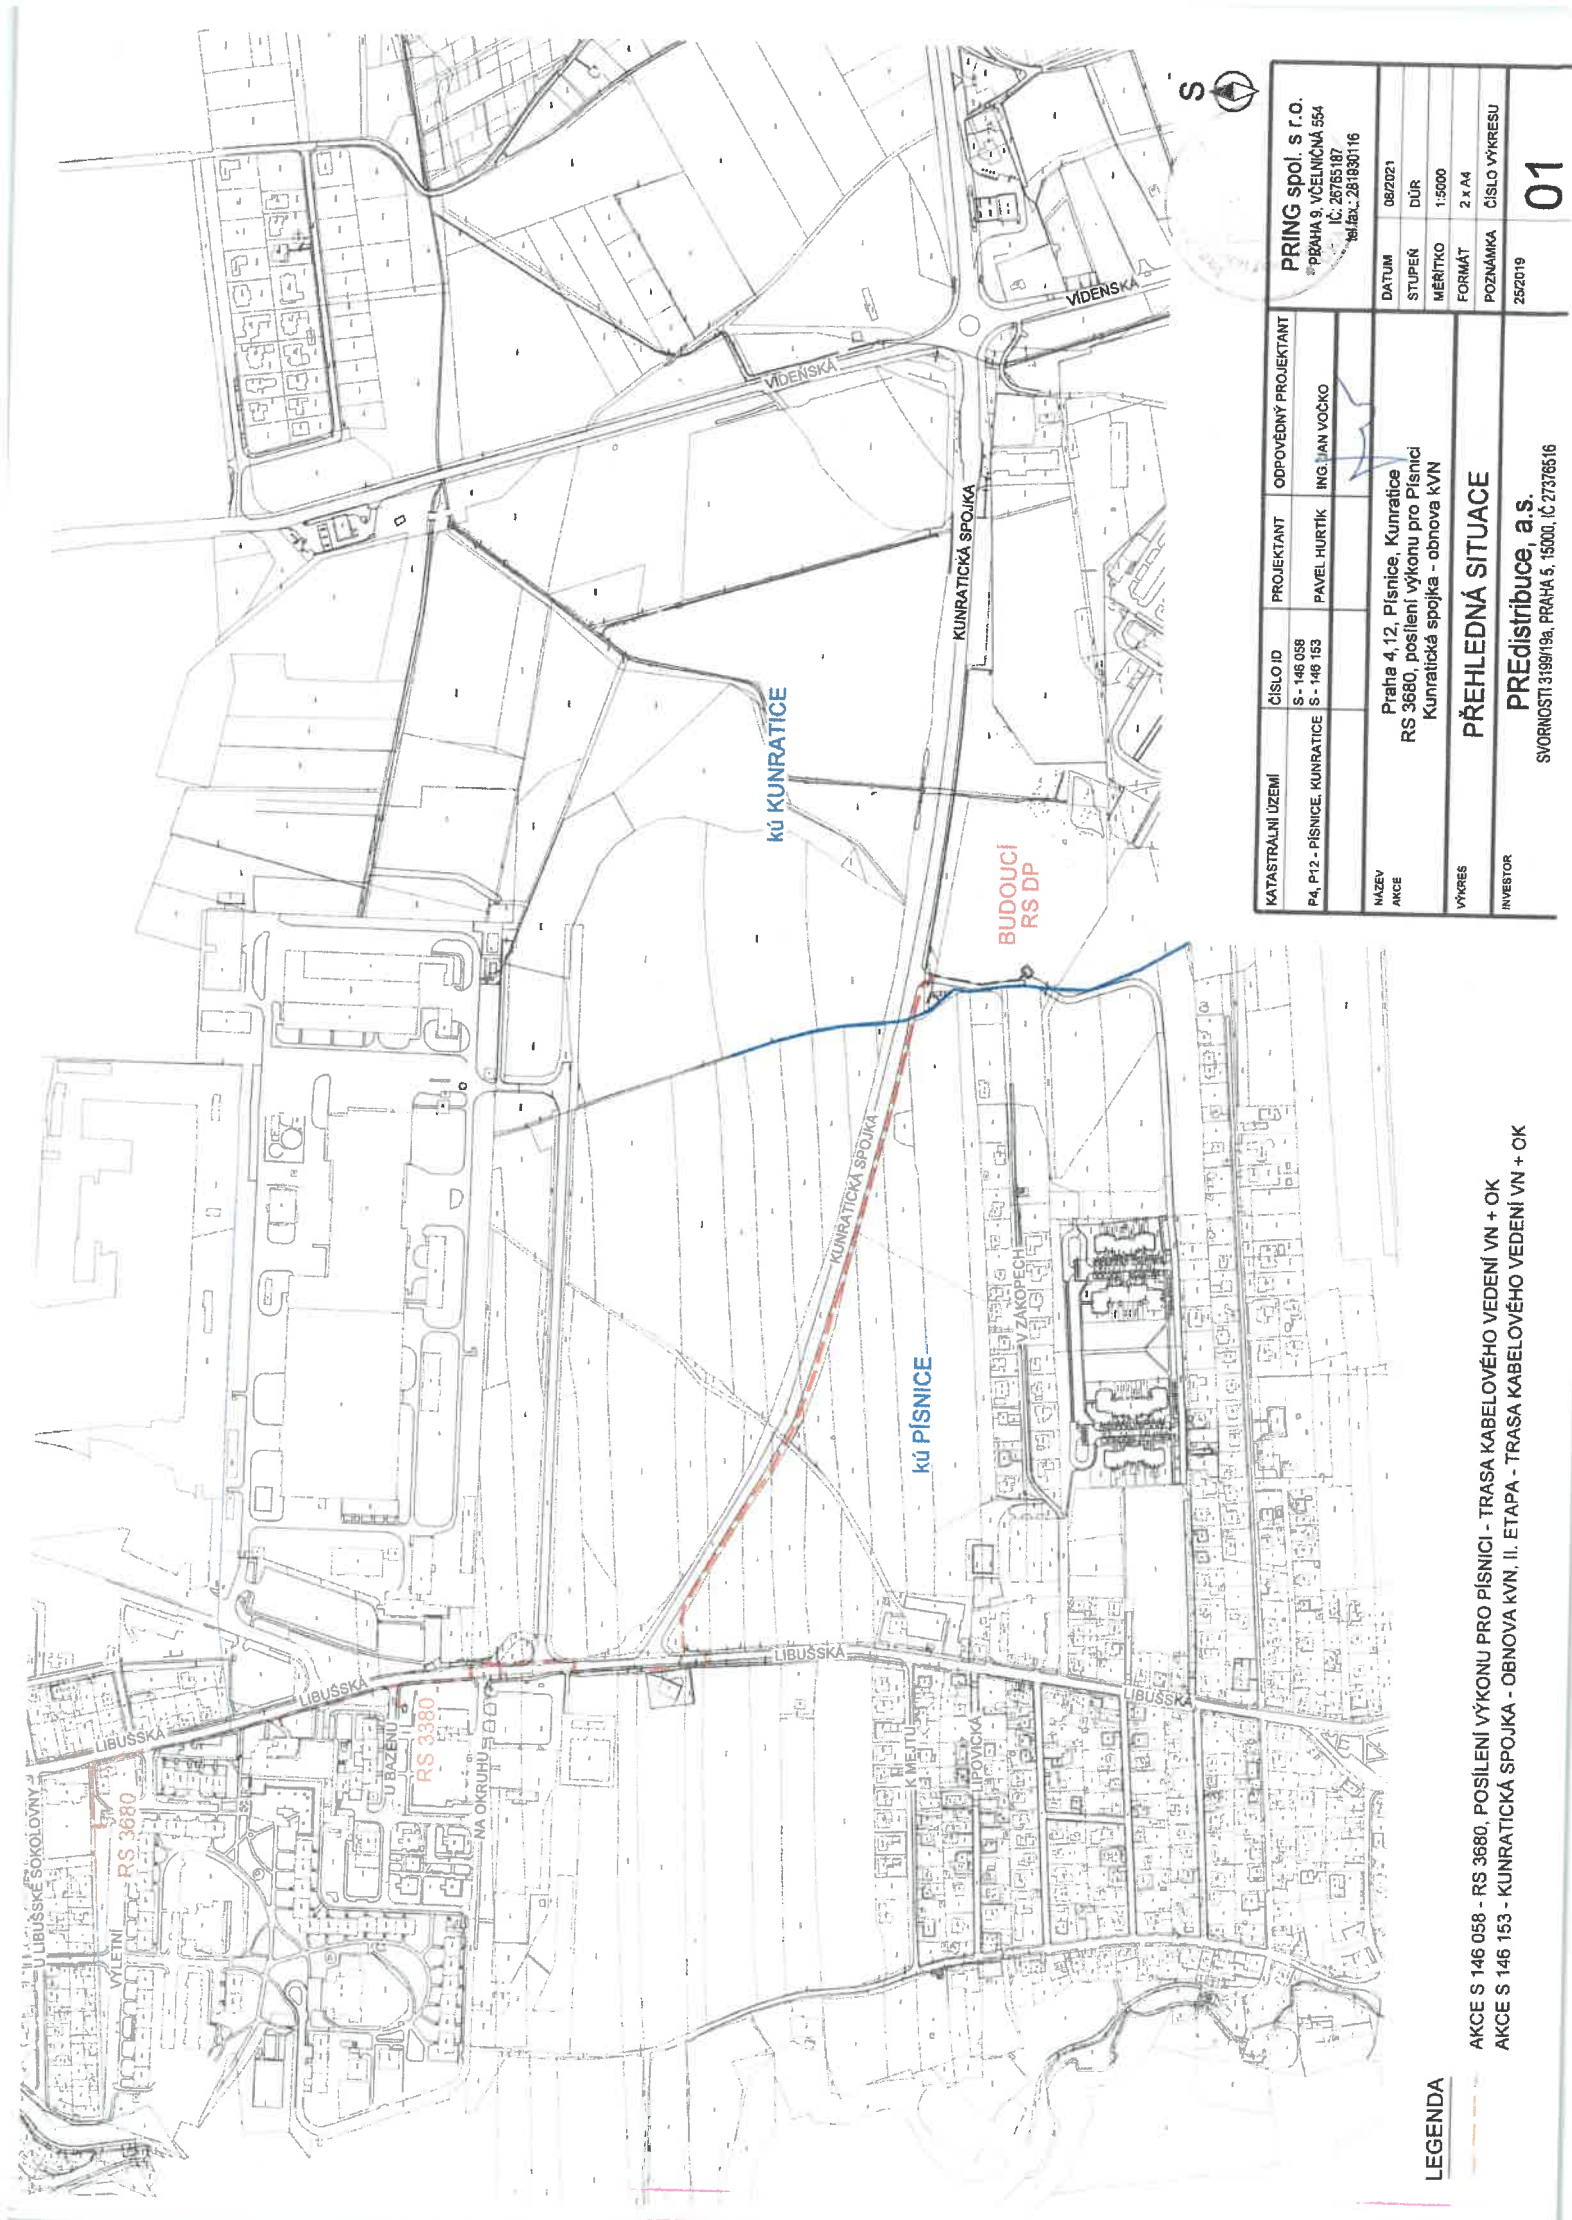 U LIBUŠSKÉ SOKOLOVNY
VÝLETNÍ
RS 3680
LIBUŠSKÁ
LIBUŠSKÁ
U BAZÉNU
RS 3380
NA OKRUHU
LIBUŠSKÁ
K MEJTU
LIPOVICKÁ
LIBUŠSKÁ
KUNRATICKÁ SPOJKA
kú PÍSNICE
V ZÁKOPECH
kú KUNRATICE
BUDOUCÍ
RS DP
KUNRATICKÁ SPOJKA
VÍDEŇSKÁ
VÍDEŇSKÁ
S
KATASTRÁLNÍ ÚZEMÍ
ČÍSLO ID
PROJEKTANT
ODPOVĚDNÝ PROJEKTANT
P4, P12 - PÍSNICE, KUNRATICE
S - 146 058
S - 146 153
PAVEL HURTÍK
ING. JAN VOČKO
PRING spol. s r.o.
PRAHA 9, VČELNIČNÁ 554
IČ: 26765187
tel.fax.: 281930116
NÁZEV
AKCE
Praha 4,12, Písnice, Kunratice
RS 3680, posílení výkonu pro Písnici
Kunratická spojka - obnova kVN
DATUM 08/2021
STUPEŇ DÚR
MĚŘÍTKO 1:5000
FORMÁT 2 x A4
POZNÁMKA ČÍSLO VÝKRESU
VÝKRES
PŘEHLEDNÁ SITUACE
25/2019
01
INVESTOR
PREdistribuce, a.s.
SVORNOSTI 3199/19a, PRAHA 5, 15000, IČ 27376516
LEGENDA
AKCE S 146 058 - RS 3680, POSÍLENÍ VÝKONU PRO PÍSNICI - TRASA KABELOVÉHO VEDENÍ VN + OK
AKCE S 146 153 - KUNRATICKÁ SPOJKA - OBNOVA kVN, II. ETAPA - TRASA KABELOVÉHO VEDENÍ VN + OK